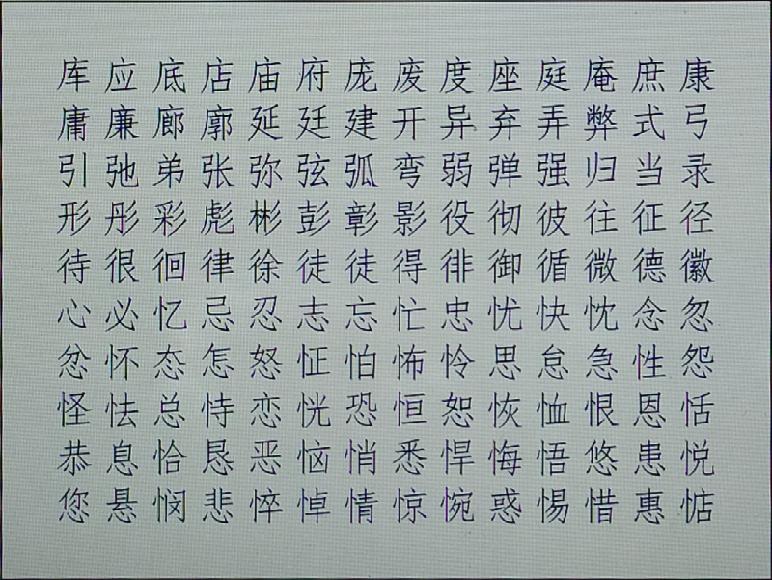 库应底店庙府庞废度座庭庵庶康
庸廉廊廓延廷建开异弃弄弊式弓
引弛弟张弥弦弧弯弱弹强归当录
形彤彩彪彬彭彰影役彻彼往征径
待很徊律徐徒徒得徘御循微德徽
心必忆忌忍志忘忙忠忧快忱念忽
忿怀态怎怒怔怕怖怜思怠急性怨
怪怯总恃恋恍恐恒恕恢恤恨恩恬
恭息恰恳恶恼悄悉悍悔悟悠患悦
您悬悯悲悴悼情惊惋惑惕惜惠惦